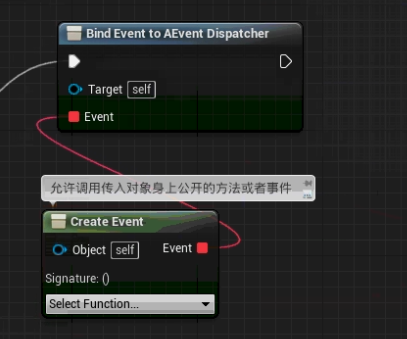 Bind Event to AEvent Dispatcher
Target self
Event
允许调用传入对象身上公开的方法或者事件
Create Event
Object self Event
Signature: ()
Select Function...